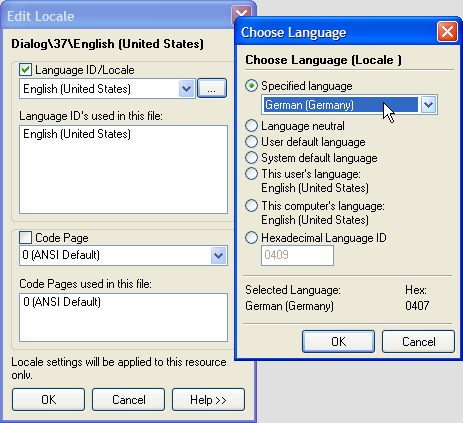 Edit Locale
Dialog\37\English (United States)
Language ID/Locale
English (United States)
...
Language ID's used in this file:
English (United States)
Code Page
0 (ANSI Default)
Code Pages used in this file:
0 (ANSI Default)
Locale settings will be applied to this resource
only.
OK
Cancel
Help >>
Choose Language
Choose Language (Locale )
Specified language
German (Germany)
Language neutral
User default language
System default language
This user's language:
English (United States)
This computer's language:
English (United States)
Hexadecimal Language ID
0409
Selected Language:
Hex:
German (Germany)
0407
OK
Cancel